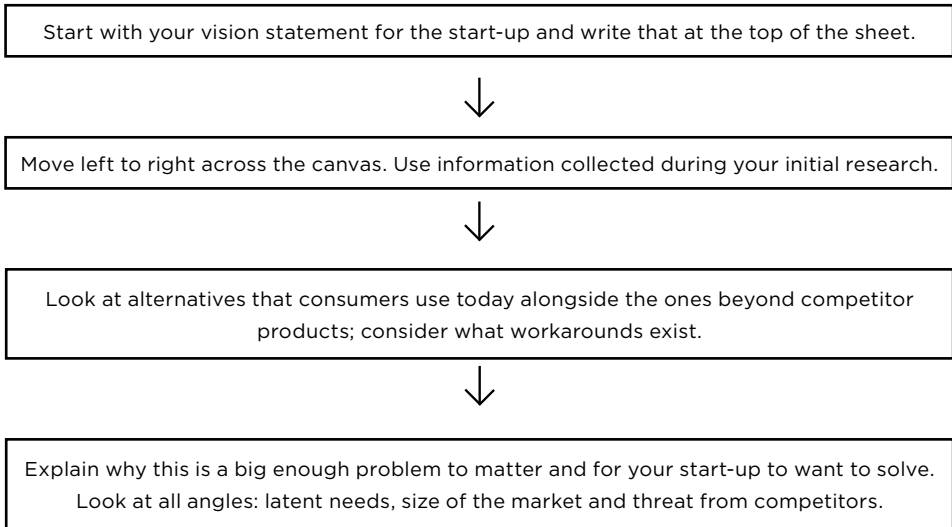 Start with your vision statement for the start-up and write that at the top of the sheet.
Move left to right across the canvas. Use information collected during your initial research.
Look at alternatives that consumers use today alongside the ones beyond competitor
products; consider what workarounds exist.
Explain why this is a big enough problem to matter and for your start-up to want to solve.
Look at all angles: latent needs, size of the market and threat from competitors.